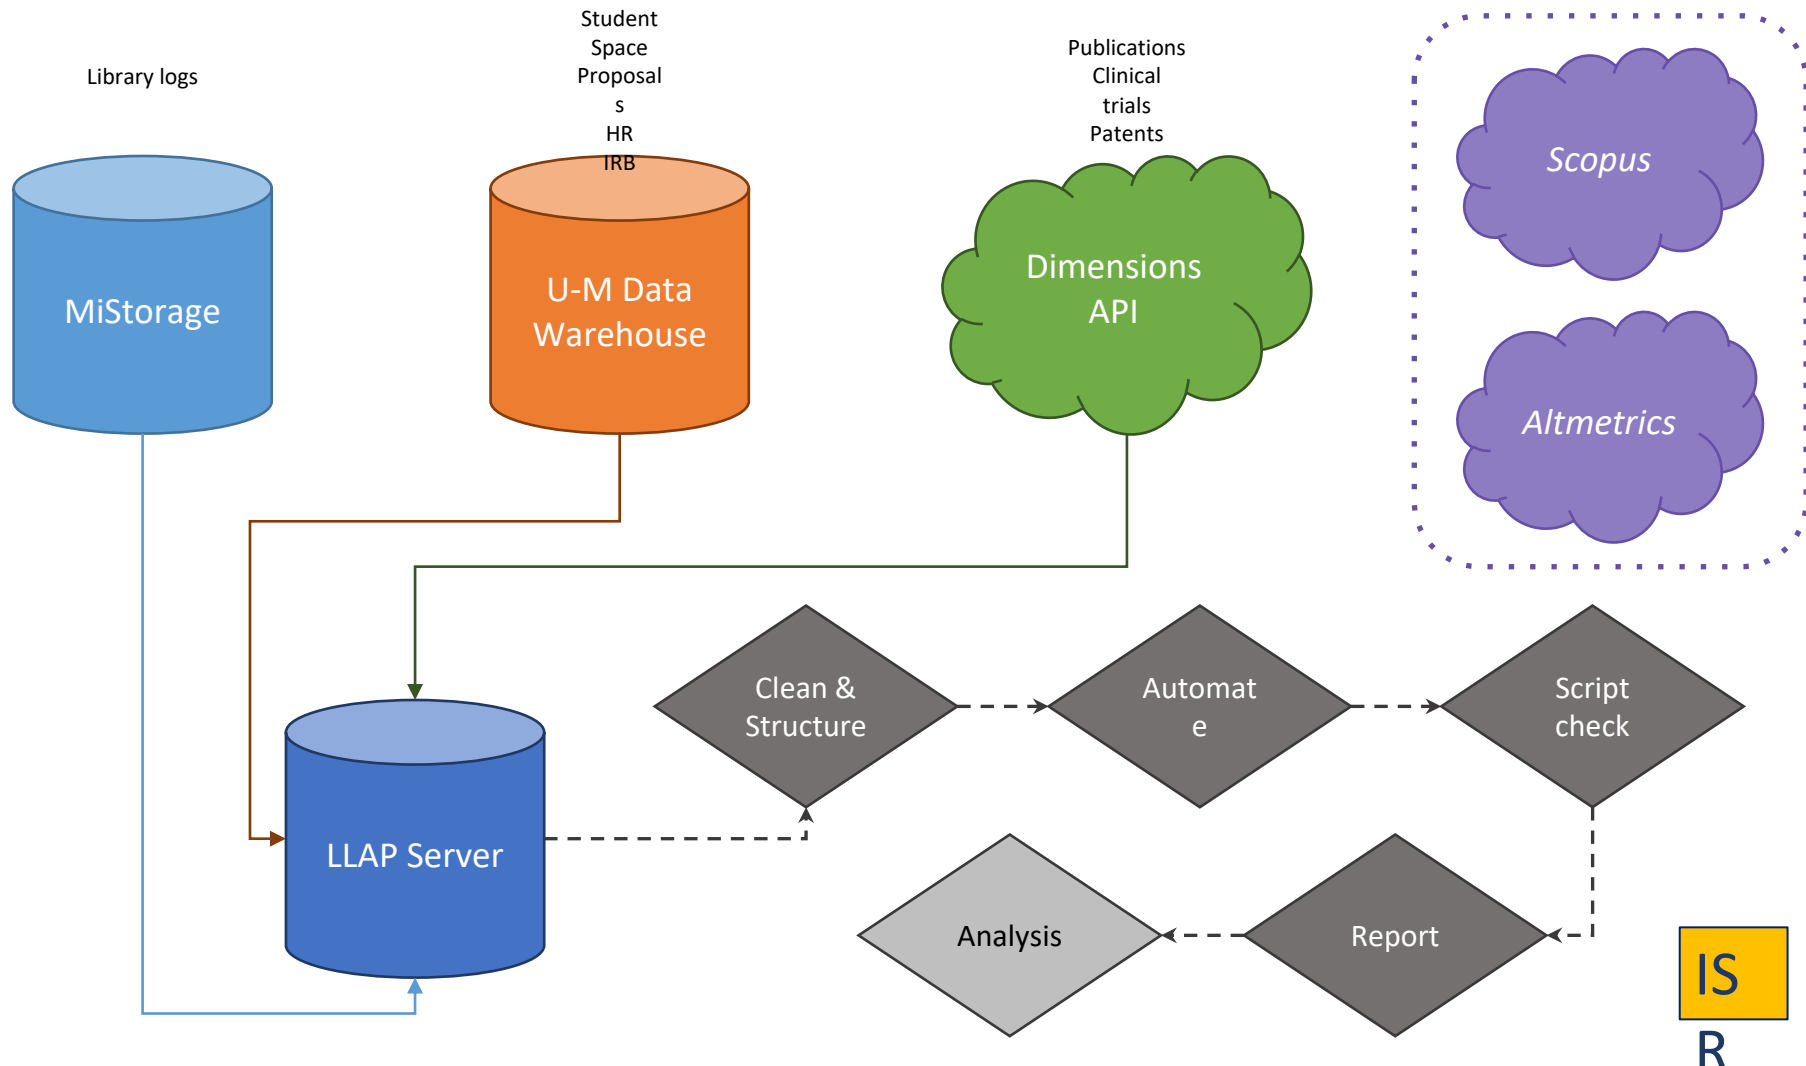 Library logs
Student
Space
Proposal
s
HR
IRB
Publications
Clinical
trials
Patents
Scopus
Altmetrics
MiStorage
U-M Data
Warehouse
Dimensions
API
Clean &
Structure
Automat
e
Script
check
LLAP Server
Analysis
Report
IS
R